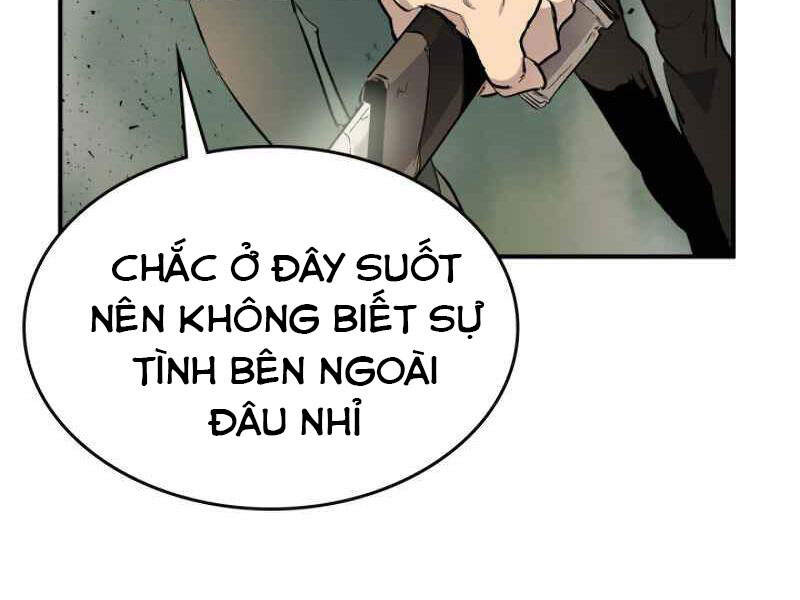 CHẮC Ở ĐÂY SUỐT
NÊN KHÔNG BIẾT SỰ
TÌNH BÊN NGOÀI
ĐÂU NHỈ